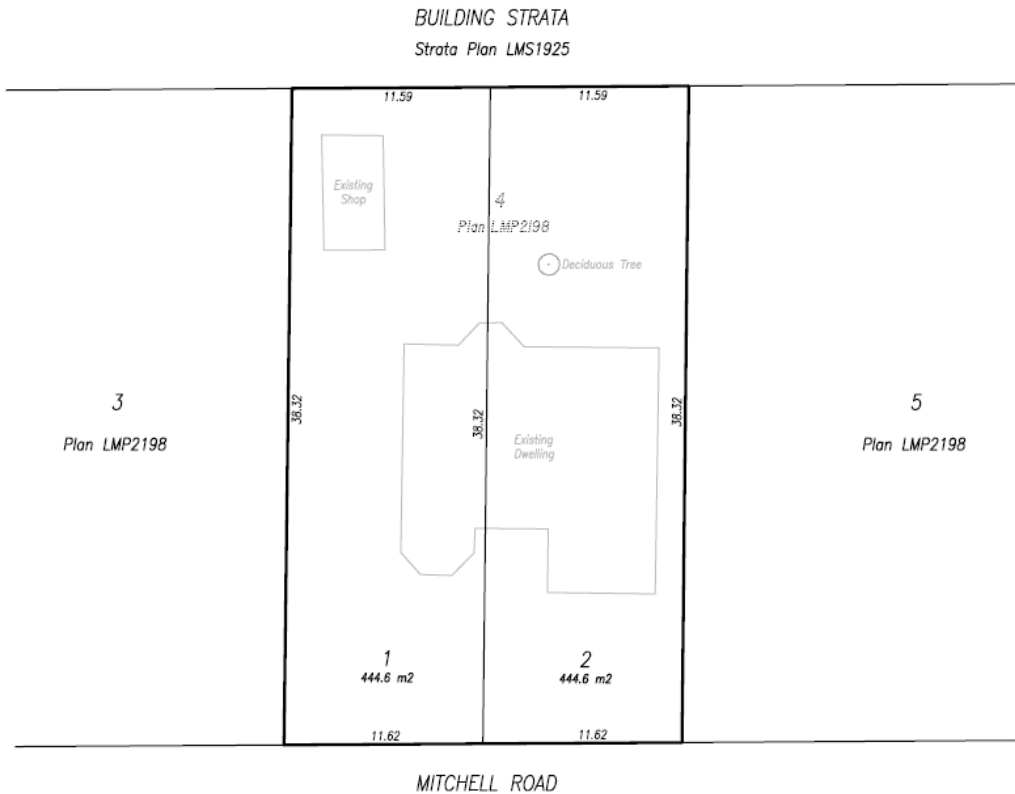 BUILDING STRATA
Strata Plan LMS1925
11.59
11.59
Existing
Shop
4
Plan LMP2198
Deciduous Tree
3
Plan LMP2198
38.32
38.32
38.32
Existing
Dwelling
5
Plan LMP2198
1
444.6 m2
2
444.6 m2
11.62
11.62
MITCHELL ROAD